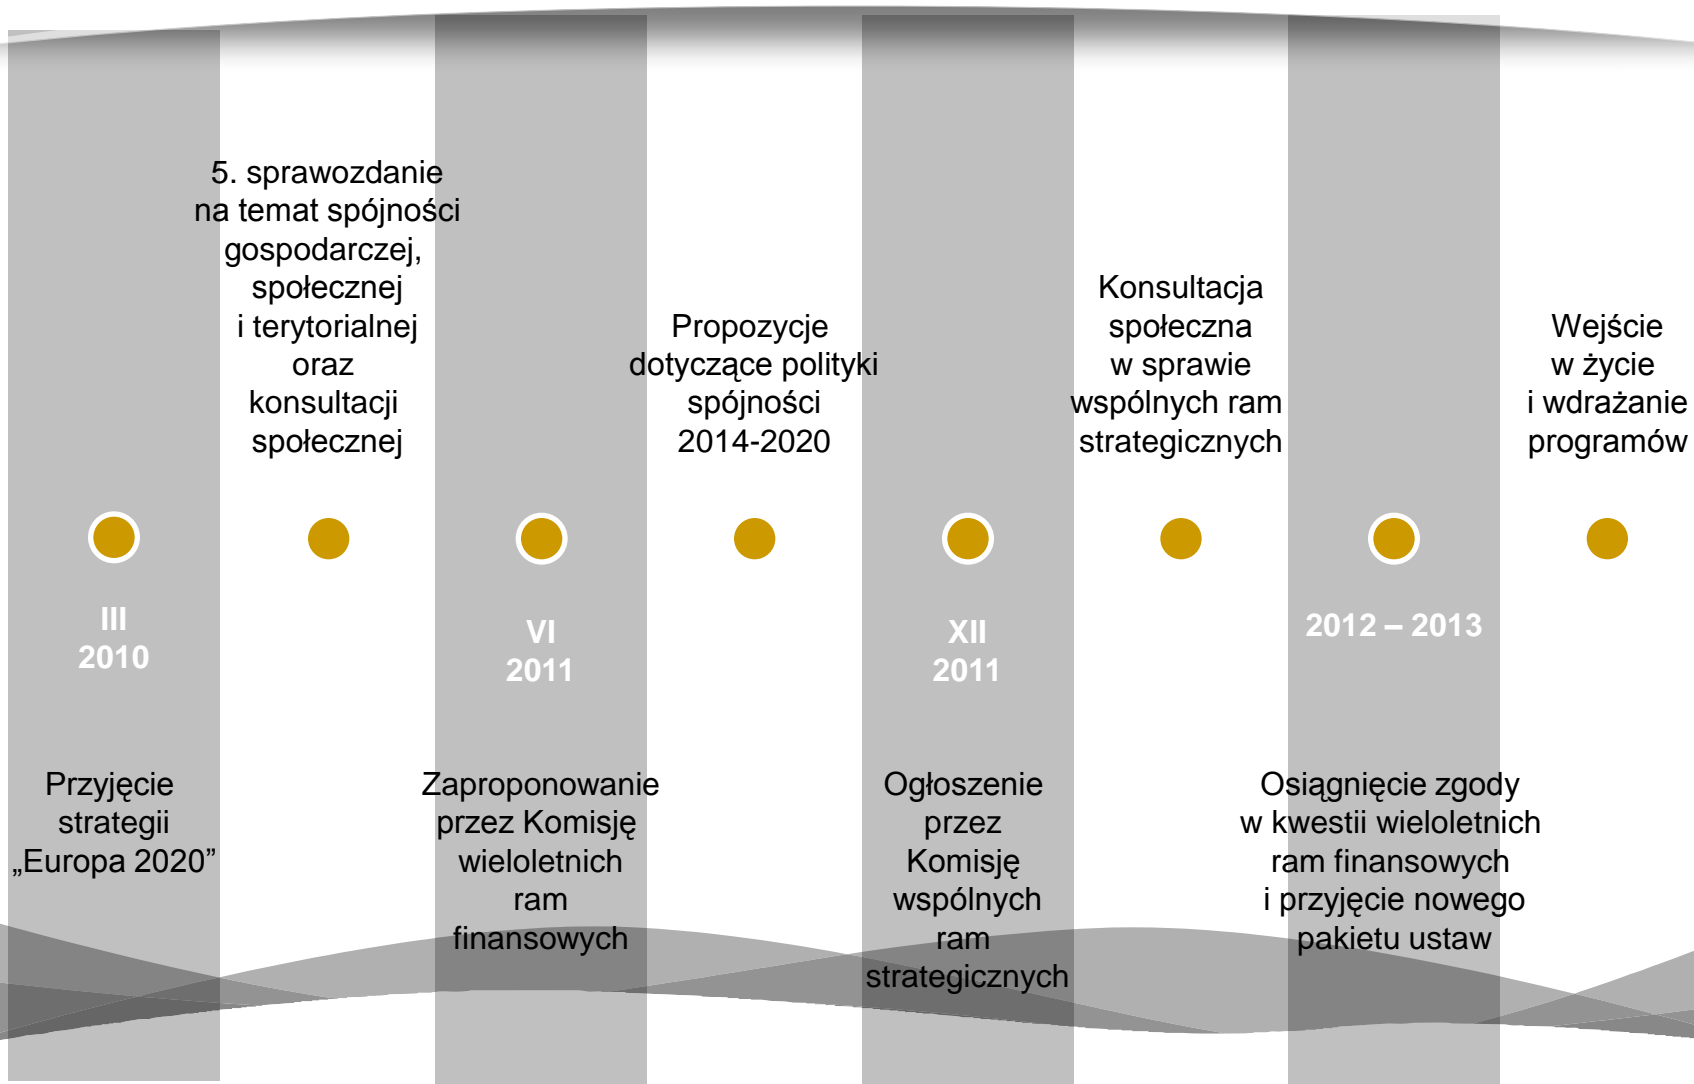 III
2010
Przyjęcie
strategii
„Europa 2020”
5. sprawozdanie
na temat spójności
gospodarczej,
społecznej
i terytorialnej
oraz
konsultacji
społecznej
VI
2011
Zaproponowanie
przez Komisję
wieloletnich
ram
finansowych
Propozycje
dotyczące polityki
spójności
2014-2020
XII
2011
Ogłoszenie
przez
Komisję
wspólnych
ram
strategicznych
Konsultacja
społeczna
w sprawie
wspólnych ram
strategicznych
2012 – 2013
Osiągnięcie zgody
w kwestii wieloletnich
ram finansowych
i przyjęcie nowego
pakietu ustaw
Wejście
w życie
i wdrażanie
programów